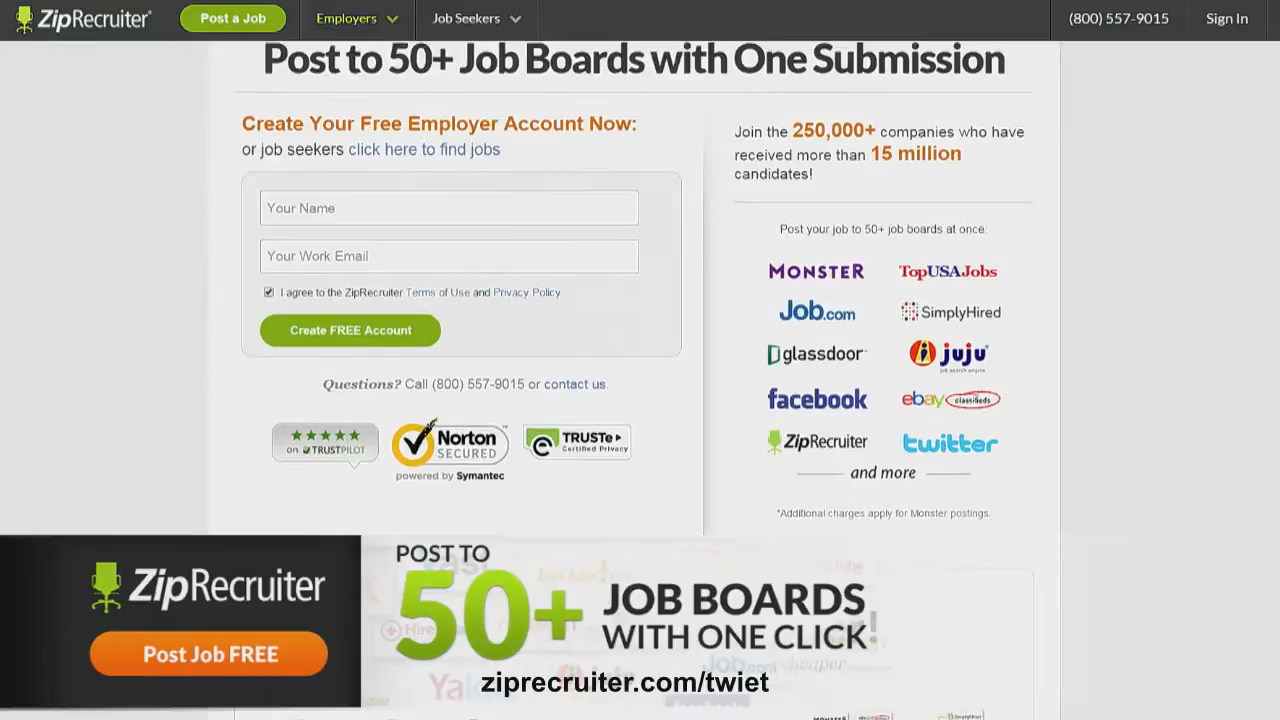 ZipRecruiter
Post a Job
Employers
Job Seekers
(800) 557-9015
Sign In
Post to 50+ Job Boards with One Submission
Create Your Free Employer Account Now:
or job seekers click here to find jobs
Your Name
Your Work Email
I agree to the ZipRecruiter Terms of Use and Privacy Policy
Create FREE Account
Questions? Call (800) 557-9015 or contact us.
on TRUSTPILOT
Norton
SECURED
powered by Symantec
TRUSTe
Certified Privacy
Join the 250,000+ companies who have
received more than 15 million
candidates!
Post your job to 50+ job boards at once:
MONSTER
TopUSAJobs
Job.com
SimplyHired
glassdoor
juju
job search engine
facebook
ebay classifieds
ZipRecruiter
twitter
and more
*Additional charges apply for Monster postings.
ZipRecruiter
Post Job FREE
POST TO
50+
JOB BOARDS
WITH ONE CLICK
ziprecruiter.com/twiet